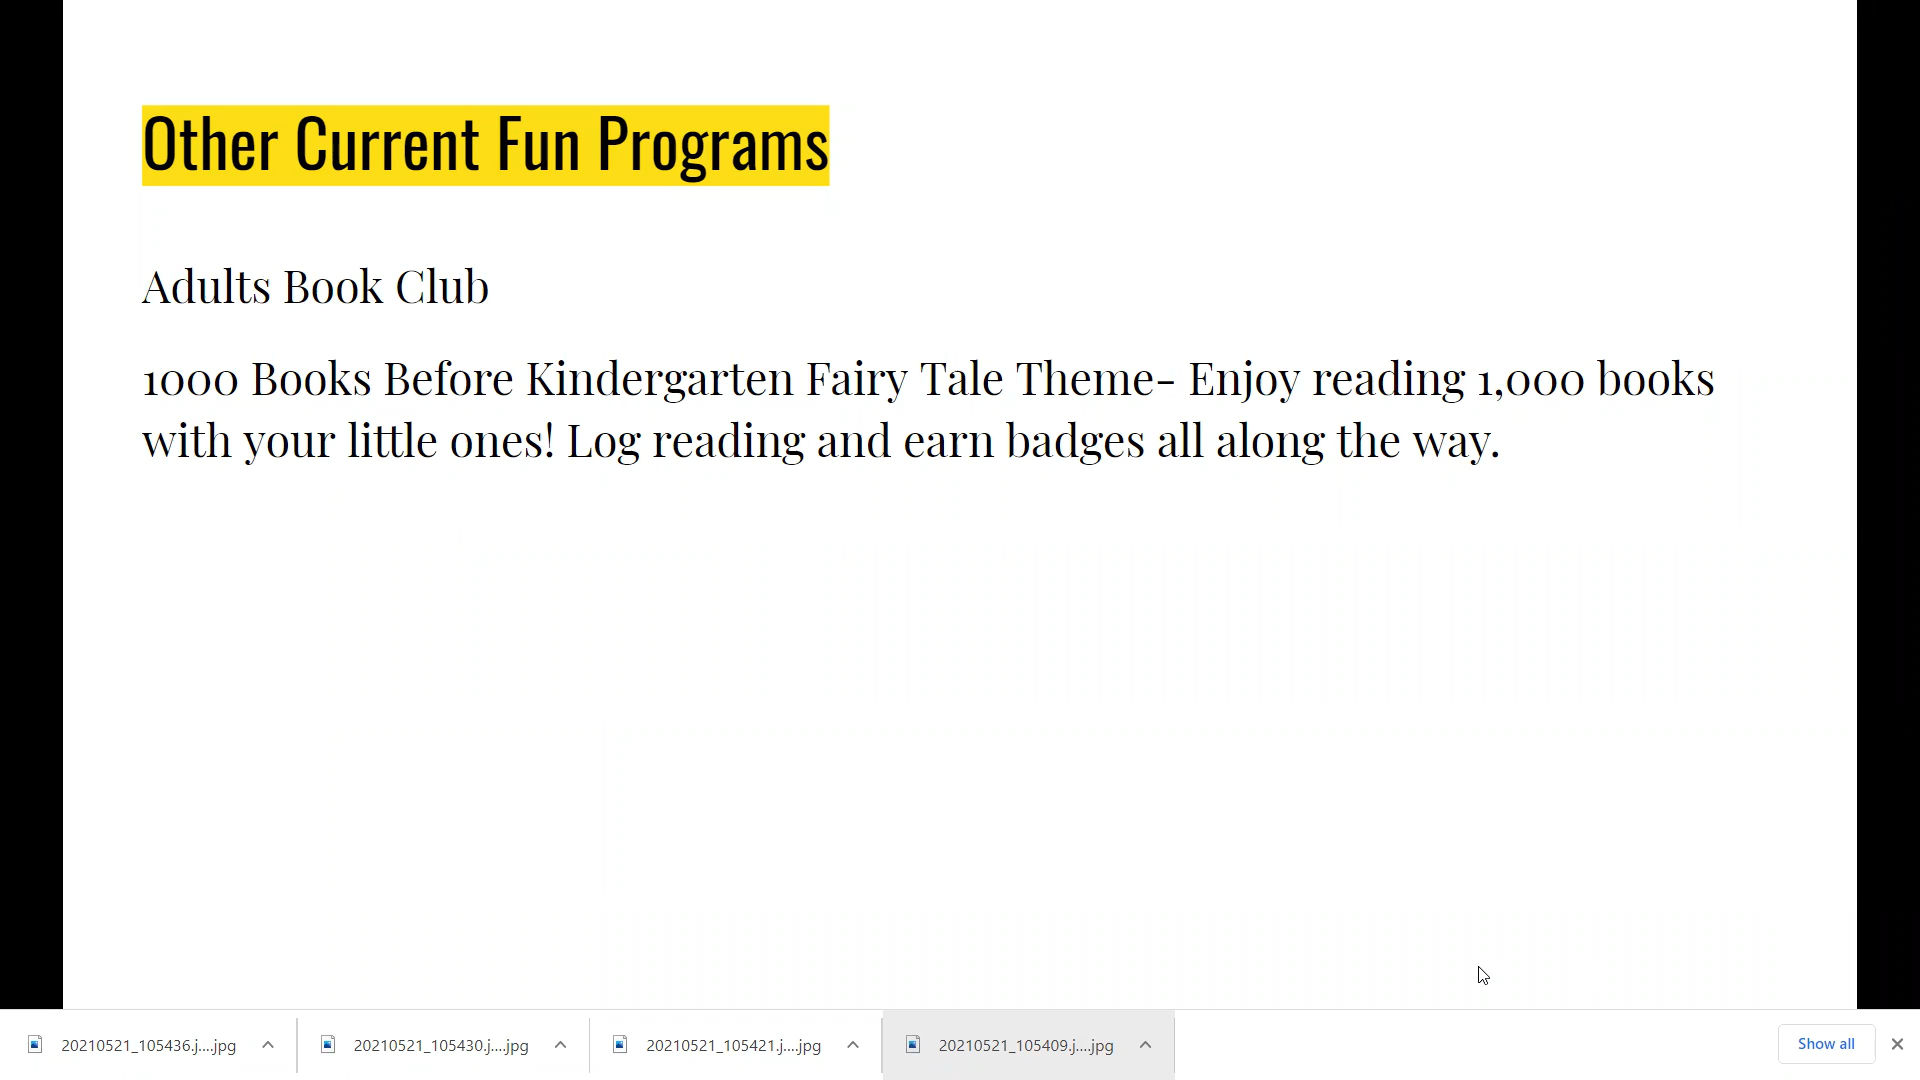 Other Current Fun Programs
Adults Book Club
1000 Books Before Kindergarten Fairy Tale Theme- Enjoy reading 1,000 books
with your little ones! Log reading and earn badges all along the way.
20210521_105436.j....jpg
20210521_105430.j....jpg
20210521_105421.j....jpg
20210521_105409.j....jpg
Show all